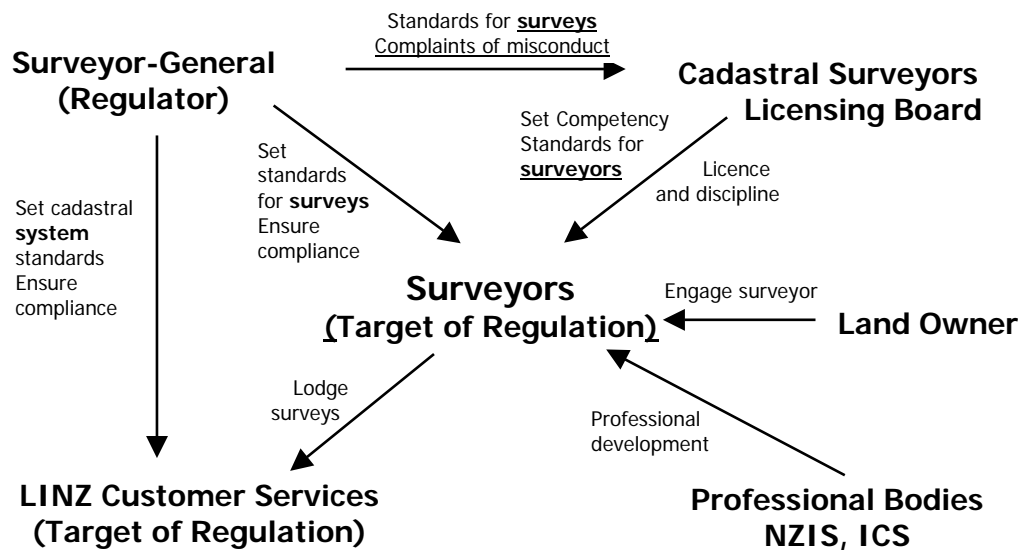 Standards for surveys
Complaints of misconduct
Surveyor-General
(Regulator)
Cadastral Surveyors
Licensing Board
Set Competency
Standards for
surveyors
Set
standards
for surveys
Ensure
compliance
Licence
and discipline
Set cadastral
system
standards
Ensure
compliance
Surveyors
(Target of Regulation)
Engage surveyor
Land Owner
Lodge
surveys
Professional
development
LINZ Customer Services
(Target of Regulation)
Professional Bodies
NZIS, ICS